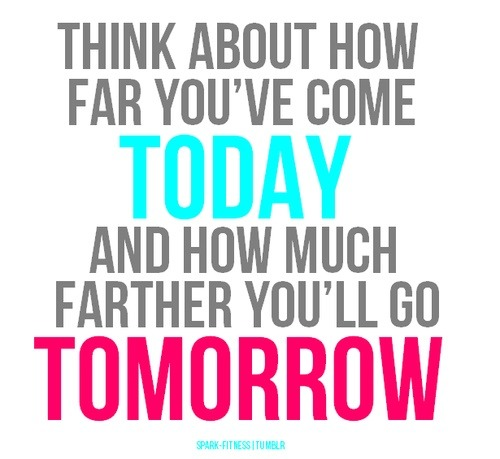 THINK ABOUT HOW
FAR YOU'VE COME
TODAY
AND HOW MUCH
FARTHER YOU'LL GO
TOMORROW
SPARK-FITNESS|TUMBLR